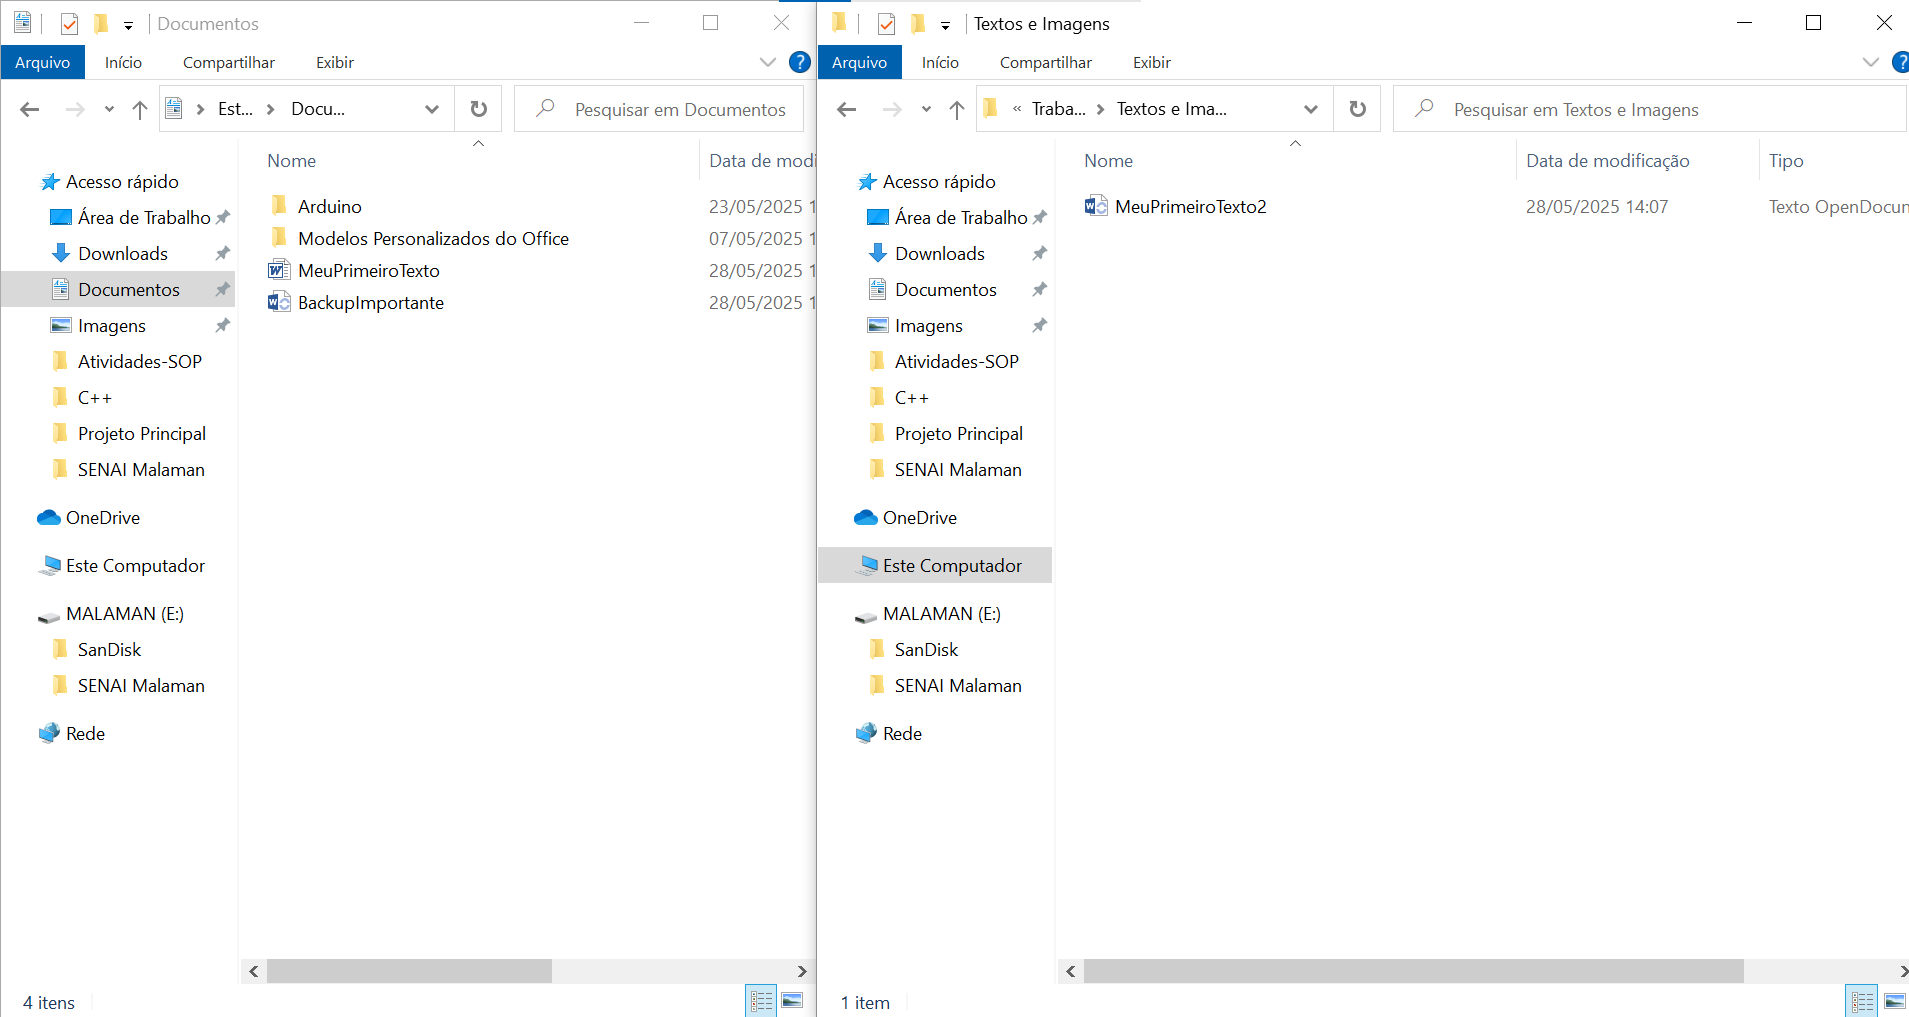 Documentos
Arquivo
Início
Compartilhar
Exibir
?
Est...
Docu...
Pesquisar em Documentos
Nome
Data de modi
Acesso rápido
Área de Trabalho
Downloads
Documentos
Imagens
Atividades-SOP
C++
Projeto Principal
SENAI Malaman
OneDrive
Este Computador
MALAMAN (E:)
SanDisk
SENAI Malaman
Rede
Arduino 23/05/2025 1
Modelos Personalizados do Office 07/05/2025 1
MeuPrimeiroTexto 28/05/2025 1
BackupImportante 28/05/2025 1
4 itens
Textos e Imagens
Arquivo
Início
Compartilhar
Exibir
?
« Traba...
Textos e Ima...
Pesquisar em Textos e Imagens
Nome
Data de modificação
Tipo
Acesso rápido
Área de Trabalho
Downloads
Documentos
Imagens
Atividades-SOP
C++
Projeto Principal
SENAI Malaman
OneDrive
Este Computador
MALAMAN (E:)
SanDisk
SENAI Malaman
Rede
MeuPrimeiroTexto2 28/05/2025 14:07 Texto OpenDocun
1 item